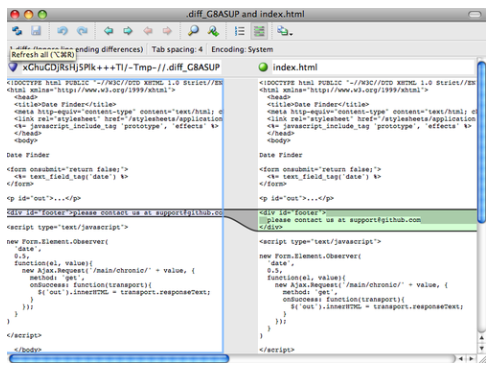 .diff_G8ASUP and index.html
ending differences) Tab spacing: 4 Encoding: System
Refresh all (⌥⌘R)
xGhuGDjRsHj5Plk+++TI/-Tmp-//.diff_G8ASUP
<!DOCTYPE html PUBLIC "-//W3C//DTD XHTML 1.0 Strict//EN
<html xmlns="http://www.w3.org/1999/xhtml">
<head>
<title>Date Finder</title>
<meta http-equiv="content-type" content="text/html; c
<link rel="stylesheet" href="/stylesheets/application
<%= javascript_include_tag 'prototype', 'effects' %>
</head>
<body>
Date Finder
<form onsubmit="return false;">
<%= text_field_tag('date') %>
</form>
<p id="out">...</p>
<div id="footer">please contact us at support@github.co
<script type="text/javascript">
new Form.Element.Observer(
'date',
0.5,
function(el, value){
new Ajax.Request('/main/chronic/' + value, {
method: 'get',
onSuccess: function(transport){
$('out').innerHTML = transport.responseText;
}
});
}
)
</script>
</body>
index.html
<!DOCTYPE html PUBLIC "-//W3C//DTD XHTML 1.0 Strict//EN
<html xmlns="http://www.w3.org/1999/xhtml">
<head>
<title>Date Finder</title>
<meta http-equiv="content-type" content="text/html; c
<link rel="stylesheet" href="/stylesheets/application
<%= javascript_include_tag 'prototype', 'effects' %>
</head>
<body>
Date Finder
<form onsubmit="return false;">
<%= text_field_tag('date') %>
</form>
<p id="out">...</p>
<div id="footer">
please contact us at support@github.com
</div>
<script type="text/javascript">
new Form.Element.Observer(
'date',
0.5,
function(el, value){
new Ajax.Request('/main/chronic/' + value, {
method: 'get',
onSuccess: function(transport){
$('out').innerHTML = transport.responseText;
}
});
}
)
</script>